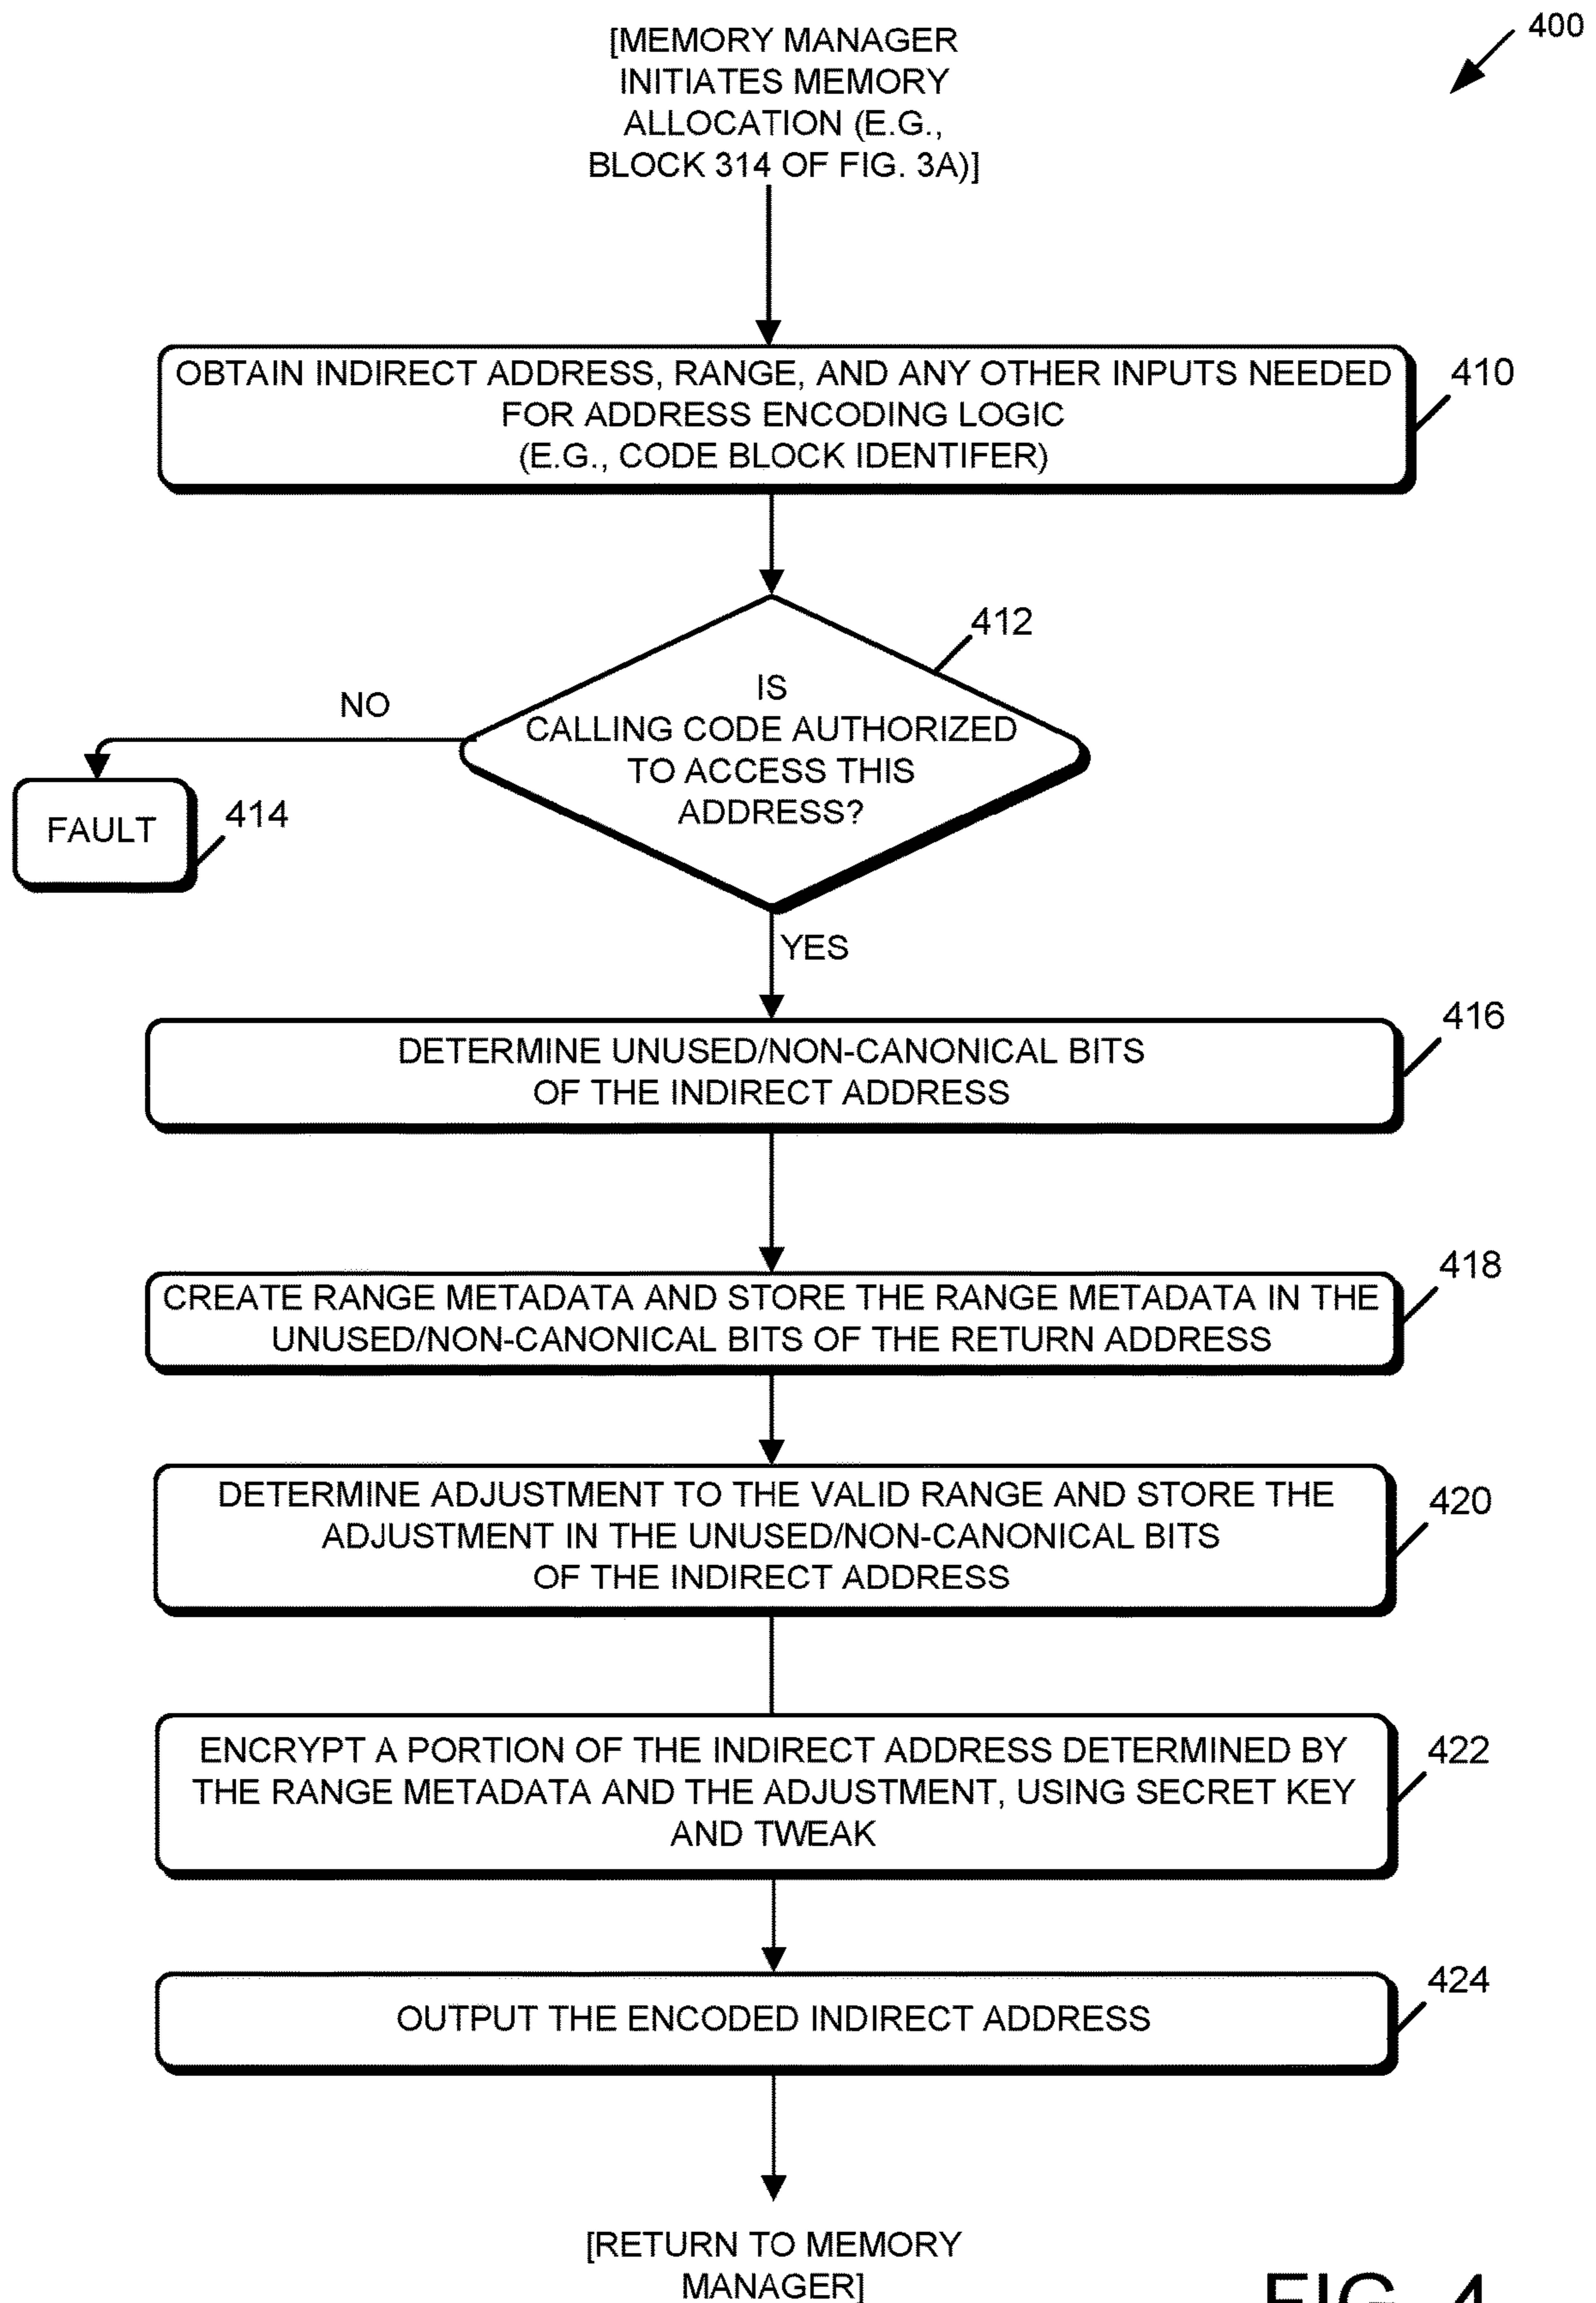 400
[MEMORY MANAGER
INITIATES MEMORY
ALLOCATION (E.G.,
BLOCK 314 OF FIG. 3A)]
OBTAIN INDIRECT ADDRESS, RANGE, AND ANY OTHER INPUTS NEEDED
FOR ADDRESS ENCODING LOGIC
(E.G., CODE BLOCK IDENTIFER)
410
412
IS
CALLING CODE AUTHORIZED
TO ACCESS THIS
ADDRESS?
NO
FAULT
414
YES
DETERMINE UNUSED/NON-CANONICAL BITS
OF THE INDIRECT ADDRESS
416
CREATE RANGE METADATA AND STORE THE RANGE METADATA IN THE
UNUSED/NON-CANONICAL BITS OF THE RETURN ADDRESS
418
DETERMINE ADJUSTMENT TO THE VALID RANGE AND STORE THE
ADJUSTMENT IN THE UNUSED/NON-CANONICAL BITS
OF THE INDIRECT ADDRESS
420
ENCRYPT A PORTION OF THE INDIRECT ADDRESS DETERMINED BY
THE RANGE METADATA AND THE ADJUSTMENT, USING SECRET KEY
AND TWEAK
422
OUTPUT THE ENCODED INDIRECT ADDRESS
424
[RETURN TO MEMORY
MANAGER]
FIG. 4